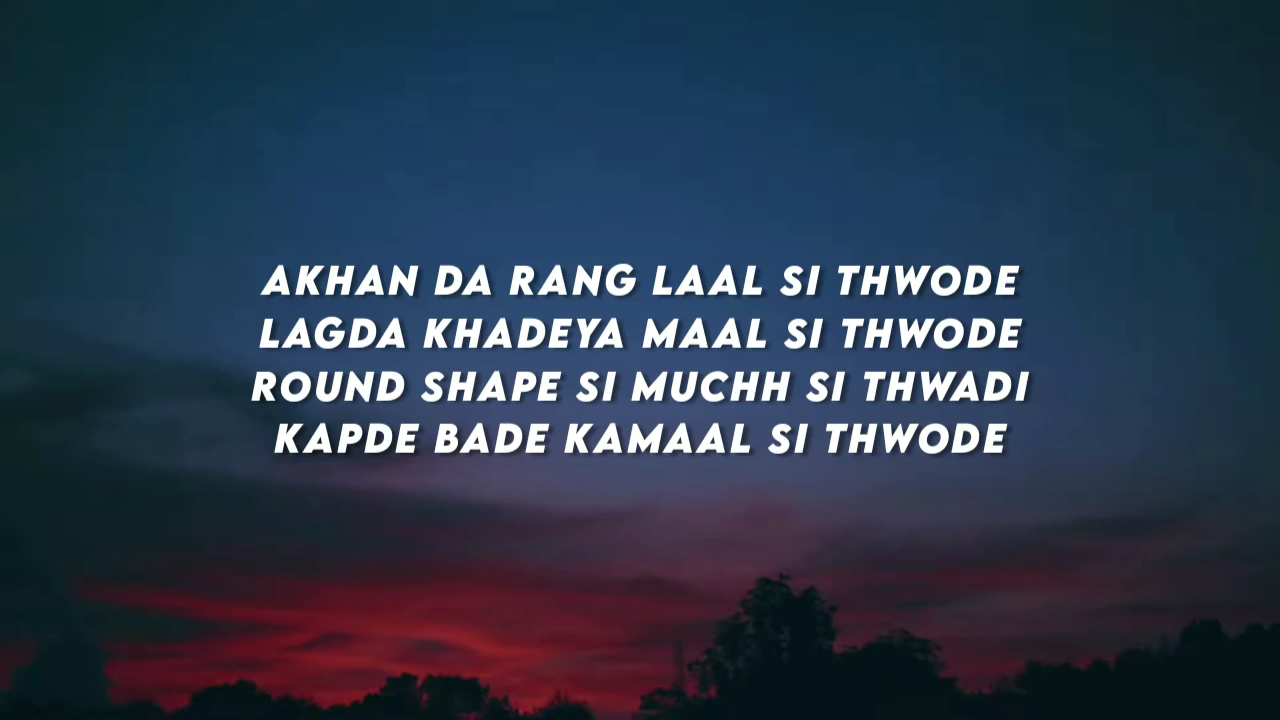 AKHAN DA RANG LAAL SI THWODE
LAGDA KHADEYA MAAL SI THWODE
ROUND SHAPE SI MUCHH SI THWADI
KAPDE BADE KAMAAL SI THWODE